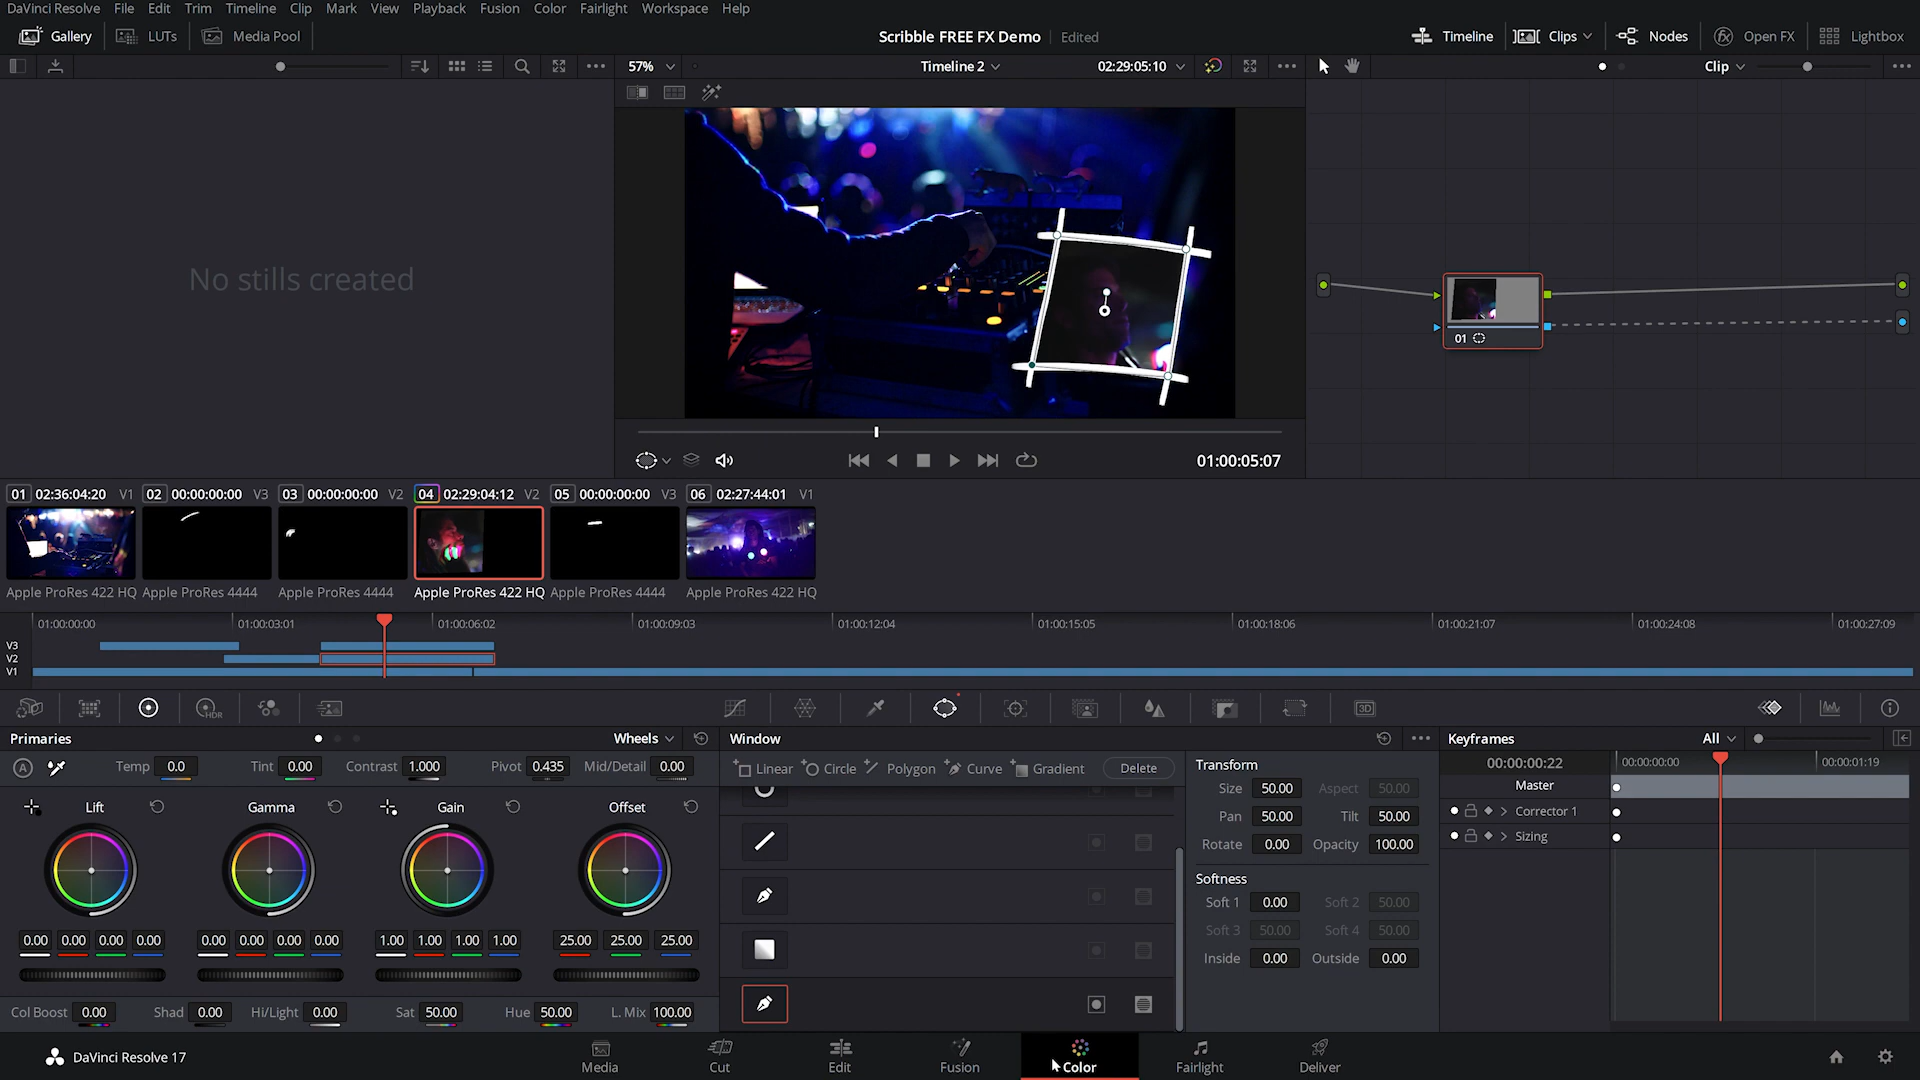 DaVinci Resolve File Edit Trim Timeline Clip Mark View Playback Fusion Color Fairlight Workspace Help
Gallery LUTs Media Pool Scribble FREE FX Demo Edited Timeline Clips Nodes Open FX Lightbox
57% Timeline 2 02:29:05:10 Clip
No stills created
01
01:00:05:07
01 02:36:04:20 V1 02 00:00:00:00 V3 03 00:00:00:00 V2 04 02:29:04:12 V2 05 00:00:00:00 V3 06 02:27:44:01 V1
Apple ProRes 422 HQ Apple ProRes 4444 Apple ProRes 4444 Apple ProRes 422 HQ Apple ProRes 4444 Apple ProRes 422 HQ
01:00:00:00 01:00:03:01 01:00:06:02 01:00:09:03 01:00:12:04 01:00:15:05 01:00:18:06 01:00:21:07 01:00:24:08 01:00:27:09
V3
V2
V1
HDR 3D
Primaries Wheels Window Keyframes All
A Temp 0.0 Tint 0.00 Contrast 1.000 Pivot 0.435 Mid/Detail 0.00 Linear Circle Polygon Curve Gradient Delete Transform 00:00:00:22 00:00:00:00 00:00:01:19
Size 50.00 Aspect 50.00 Master
Lift Gamma Gain Offset Pan 50.00 Tilt 50.00 Corrector 1
Rotate 0.00 Opacity 100.00 Sizing
Softness
Soft 1 0.00 Soft 2 50.00
Soft 3 50.00 Soft 4 50.00
0.00 0.00 0.00 0.00 0.00 0.00 0.00 0.00 1.00 1.00 1.00 1.00 25.00 25.00 25.00
Inside 0.00 Outside 0.00
Col Boost 0.00 Shad 0.00 Hi/Light 0.00 Sat 50.00 Hue 50.00 L. Mix 100.00
DaVinci Resolve 17 Media Cut Edit Fusion Color Fairlight Deliver